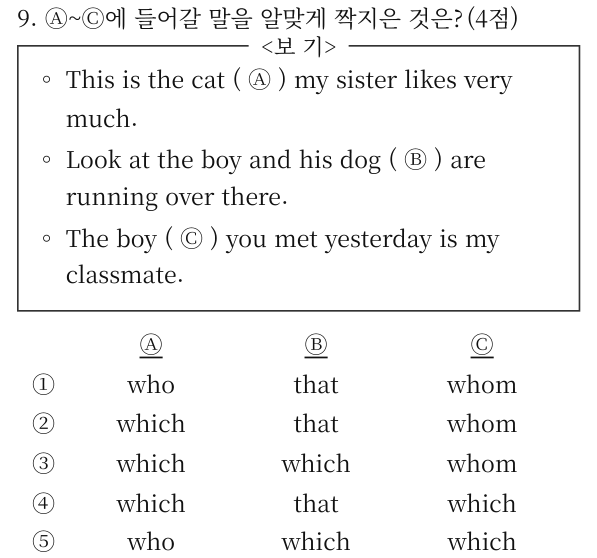 9. Ⓐ~Ⓒ에 들어갈 말을 알맞게 짝지은 것은?(4점)
<보 기>
◦ This is the cat ( Ⓐ ) my sister likes very
much.
◦ Look at the boy and his dog ( Ⓑ ) are
running over there.
◦ The boy ( Ⓒ ) you met yesterday is my
classmate.
Ⓐ Ⓑ Ⓒ
① who that whom
② which that whom
③ which which whom
④ which that which
⑤ who which which